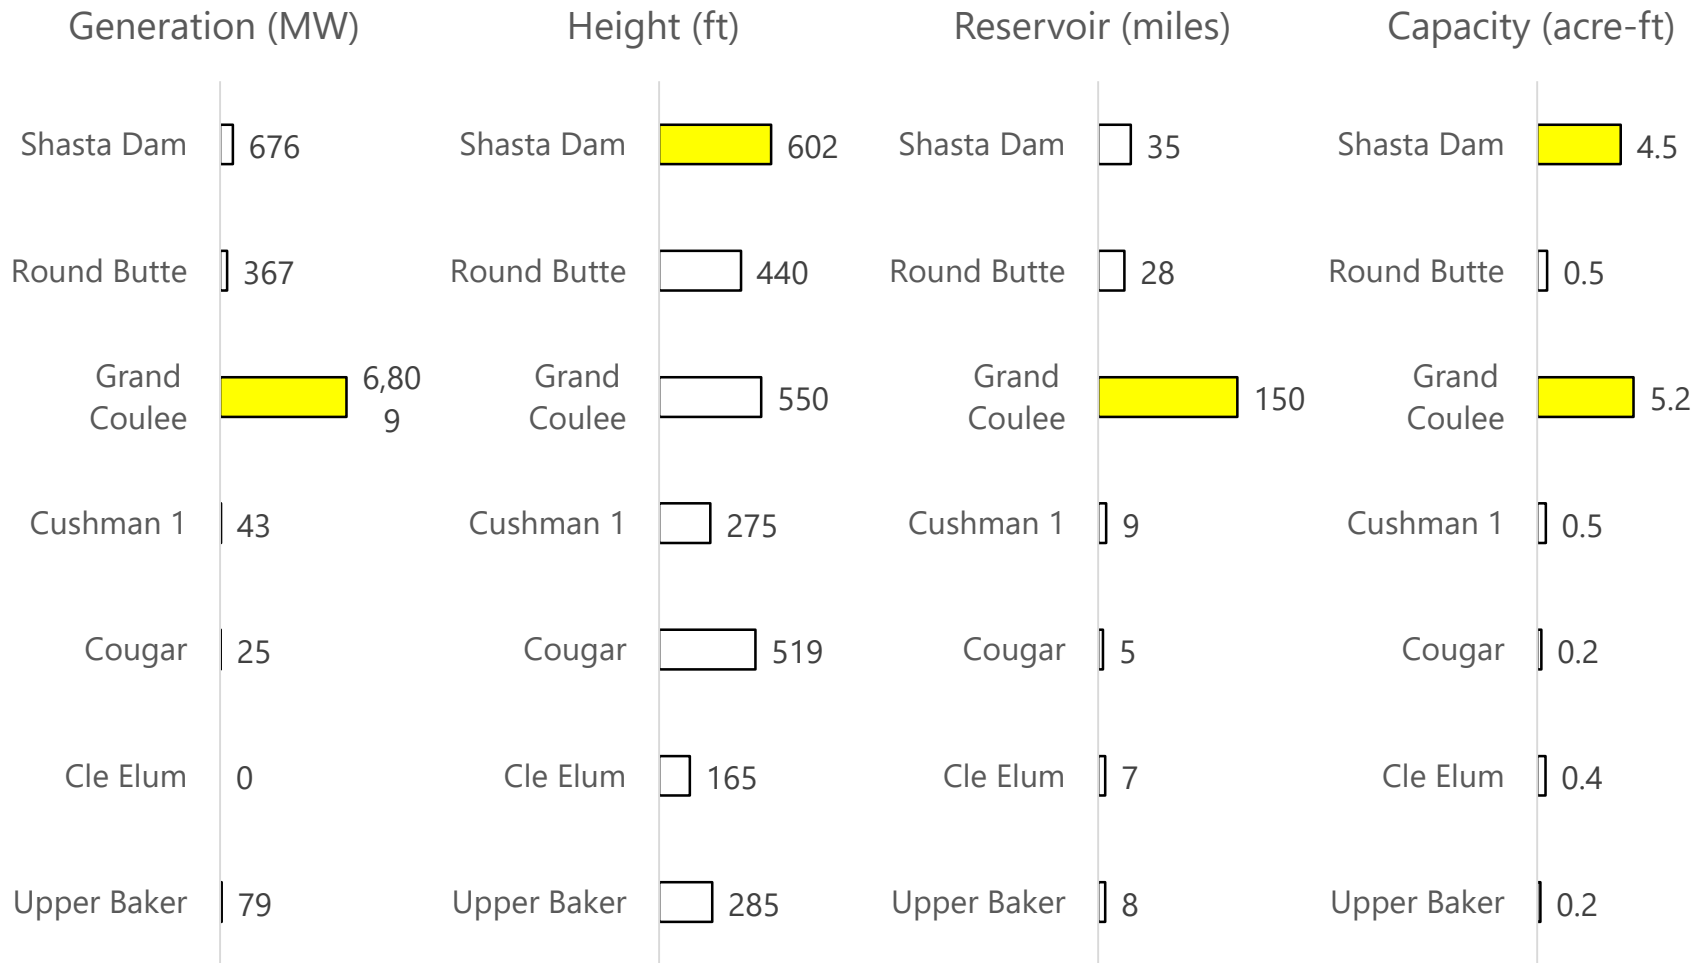 Generation (MW)
Shasta Dam 676
Round Butte 367
Grand
Coulee
6,80
9
Cushman 1 43
Cougar 25
Cle Elum 0
Upper Baker 79
Height (ft)
Shasta Dam 602
Round Butte 440
Grand
Coulee
550
Cushman 1 275
Cougar 519
Cle Elum 165
Upper Baker 285
Reservoir (miles)
Shasta Dam 35
Round Butte 28
Grand
Coulee
150
Cushman 1 9
Cougar 5
Cle Elum 7
Upper Baker 8
Capacity (acre-ft)
Shasta Dam 4.5
Round Butte 0.5
Grand
Coulee
5.2
Cushman 1 0.5
Cougar 0.2
Cle Elum 0.4
Upper Baker 0.2